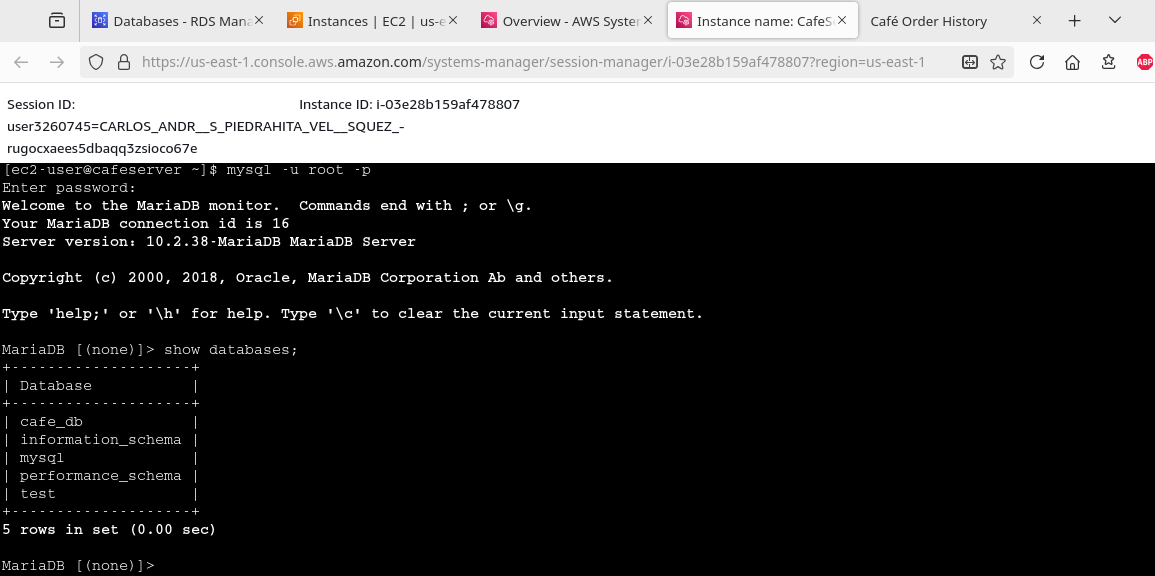 Databases - RDS Mana
Instances | EC2 | us-e
Overview - AWS System
Instance name: CafeSe
Café Order History
https://us-east-1.console.aws.amazon.com/systems-manager/session-manager/i-03e28b159af478807?region=us-east-1
ABP
Session ID: Instance ID: i-03e28b159af478807
user3260745=CARLOS_ANDR__S_PIEDRAHITA_VEL__SQUEZ_-
rugocxaees5dbaqq3zsioco67e
[ec2-user@cafeserver ~]$ mysql -u root -p
Enter password:
Welcome to the MariaDB monitor.  Commands end with ; or \g.
Your MariaDB connection id is 16
Server version: 10.2.38-MariaDB MariaDB Server
Copyright (c) 2000, 2018, Oracle, MariaDB Corporation Ab and others.
Type 'help;' or '\h' for help. Type '\c' to clear the current input statement.
MariaDB [(none)]> show databases;
+--------------------+
| Database           |
+--------------------+
| cafe_db            |
| information_schema |
| mysql              |
| performance_schema |
| test               |
+--------------------+
5 rows in set (0.00 sec)
MariaDB [(none)]>